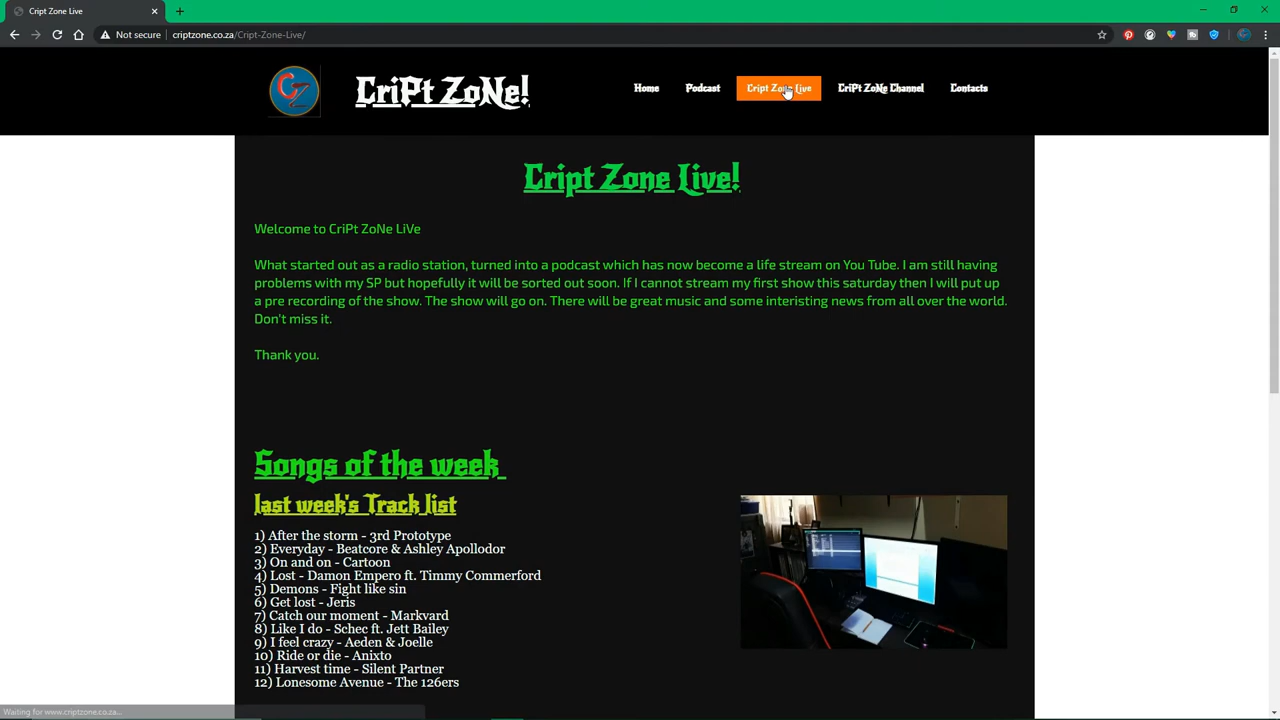 Cript Zone Live
Not secure
criptzone.co.za/Cript-Zone-Live/
CZ
CriPt ZoNe!
Home
Podcast
Cript Zone Live
CriPt ZoNe Channel
Contacts
Cript Zone Live!
Welcome to CriPt ZoNe LiVe
What started out as a radio station, turned into a podcast which has now become a life stream on You Tube. I am still having
problems with my SP but hopefully it will be sorted out soon. If I cannot stream my first show this saturday then I will put up
a pre recording of the show. The show will go on. There will be great music and some interisting news from all over the world.
Don't miss it.
Thank you.
Songs of the week
last week's Track list
1) After the storm - 3rd Prototype
2) Everyday - Beatcore & Ashley Apollodor
3) On and on - Cartoon
4) Lost - Damon Empero ft. Timmy Commerford
5) Demons - Fight like sin
6) Get lost - Jeris
7) Catch our moment - Markvard
8) Like I do - Schec ft. Jett Bailey
9) I feel crazy - Aeden & Joelle
10) Ride or die - Anixto
11) Harvest time - Silent Partner
12) Lonesome Avenue - The 126ers
Waiting for www.criptzone.co.za...